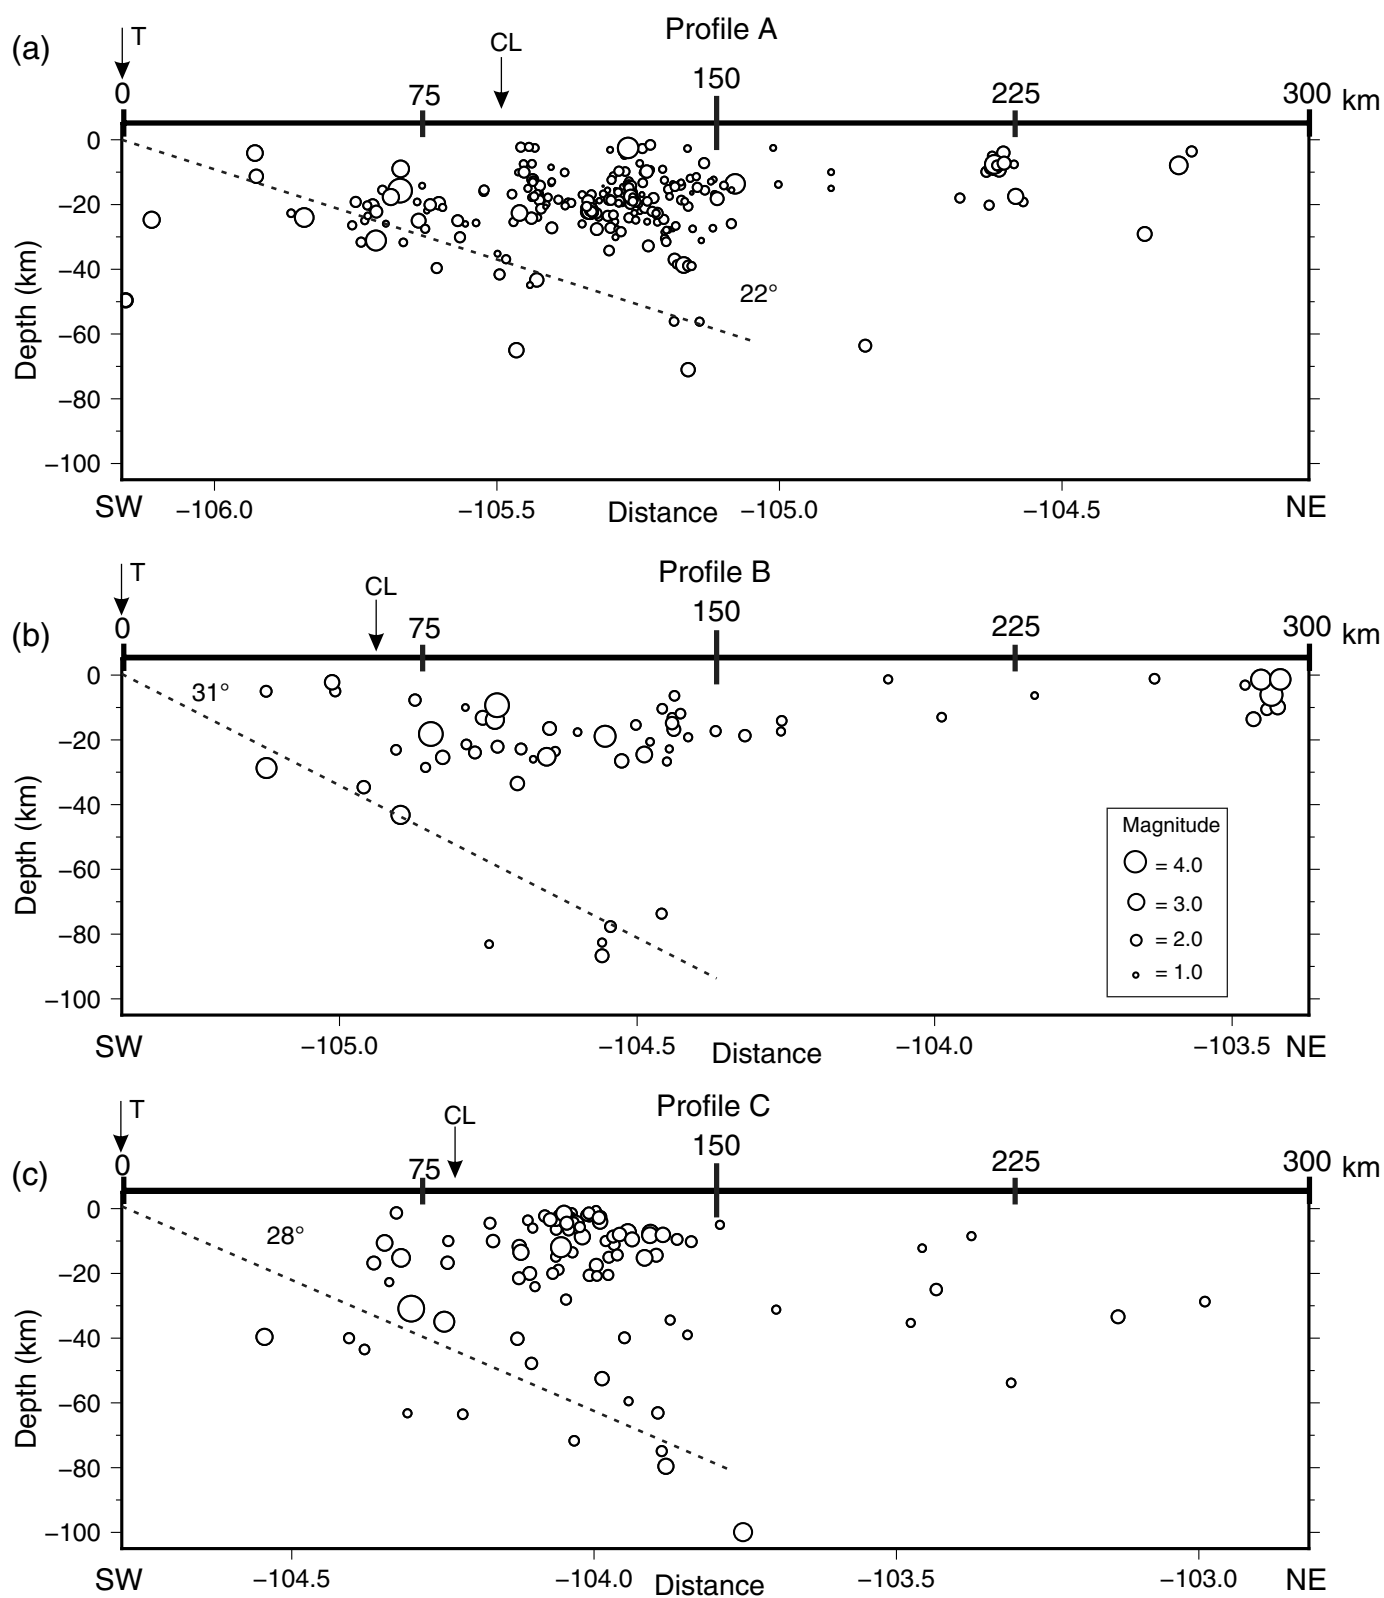 (a)
T
CL
Profile A
0
75
150
225
300 km
0
−20
−40
−60
−80
−100
Depth (km)
22°
SW
−106.0
−105.5
Distance
−105.0
−104.5
NE
(b)
T
CL
Profile B
0
75
150
225
300 km
0
−20
−40
−60
−80
−100
Depth (km)
31°
Magnitude
= 4.0
= 3.0
= 2.0
= 1.0
SW
−105.0
−104.5
Distance
−104.0
−103.5
NE
(c)
T
CL
Profile C
0
75
150
225
300 km
0
−20
−40
−60
−80
−100
Depth (km)
28°
SW
−104.5
−104.0
Distance
−103.5
−103.0
NE